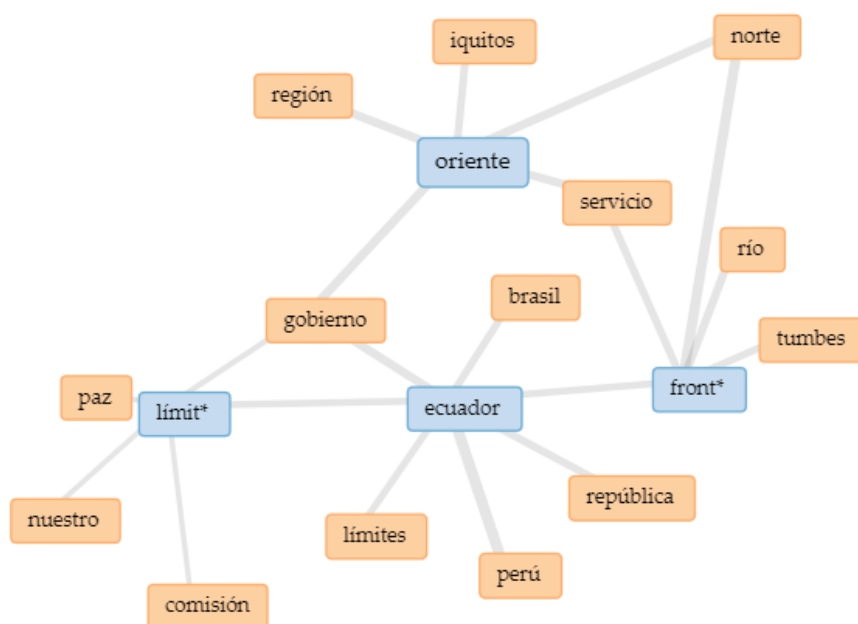 iquitos
norte
región
oriente
servicio
río
brasil
gobierno
tumbes
paz
límit*
ecuador
front*
república
nuestro
límites
perú
comisión